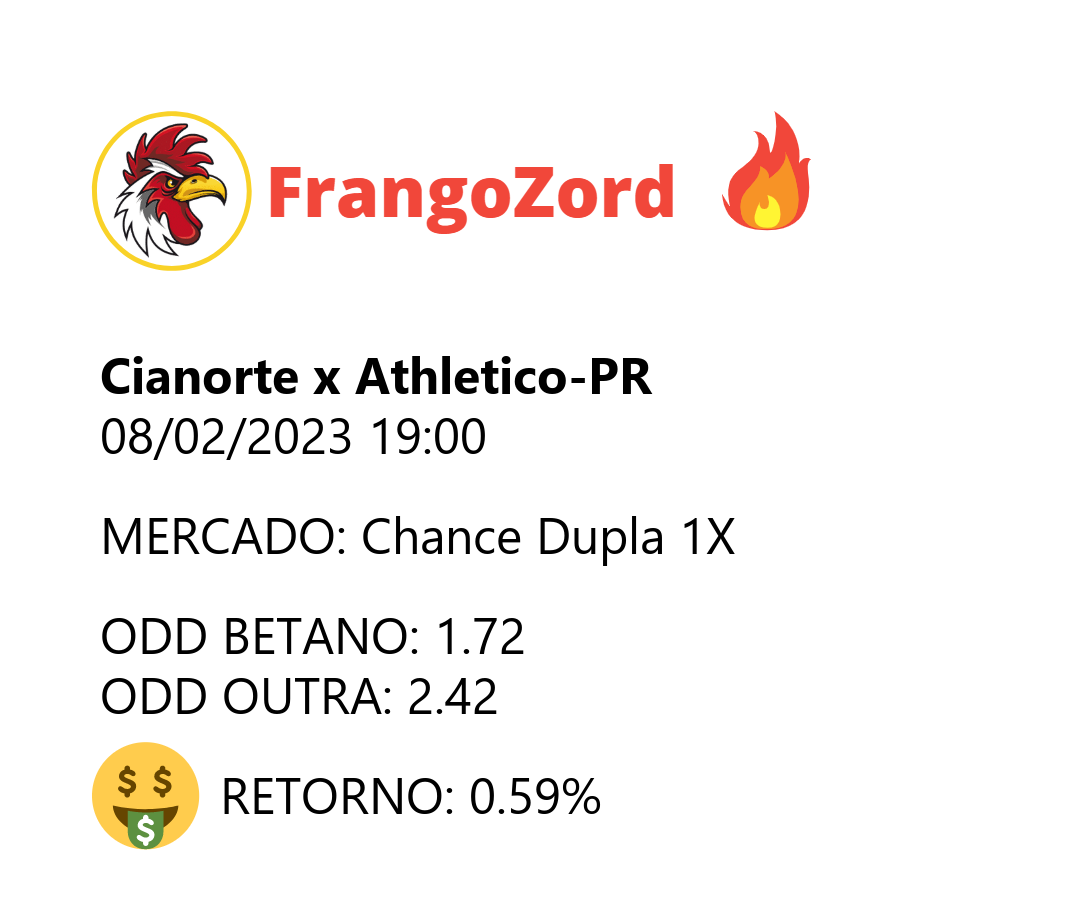 FrangoZord
Cianorte x Athletico-PR
08/02/2023 19:00
MERCADO: Chance Dupla 1X
ODD BETANO: 1.72
ODD OUTRA: 2.42
$ $
$
RETORNO: 0.59%